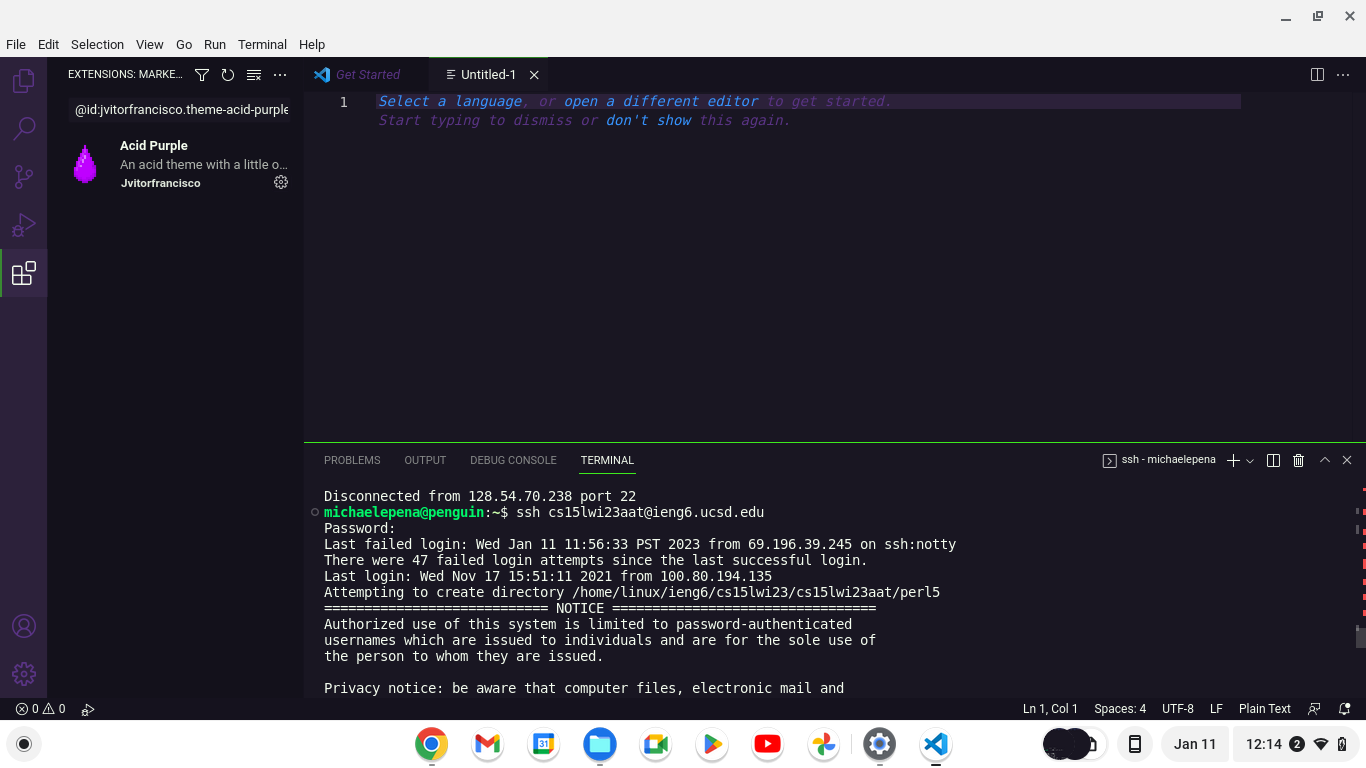 File Edit Selection View Go Run Terminal Help
EXTENSIONS: MARKE...
Get Started
Untitled-1
@id:jvitorfrancisco.theme-acid-purple
Acid Purple
An acid theme with a little o...
Jvitorfrancisco
1
Select a language, or open a different editor to get started.
Start typing to dismiss or don't show this again.
PROBLEMS OUTPUT DEBUG CONSOLE TERMINAL
ssh - michaelepena
Disconnected from 128.54.70.238 port 22
michaelepena@penguin:~$ ssh cs15lwi23aat@ieng6.ucsd.edu
Password:
Last failed login: Wed Jan 11 11:56:33 PST 2023 from 69.196.39.245 on ssh:notty
There were 47 failed login attempts since the last successful login.
Last login: Wed Nov 17 15:51:11 2021 from 100.80.194.135
Attempting to create directory /home/linux/ieng6/cs15lwi23/cs15lwi23aat/perl5
============================ NOTICE =================================
Authorized use of this system is limited to password-authenticated
usernames which are issued to individuals and are for the sole use of
the person to whom they are issued.
Privacy notice: be aware that computer files, electronic mail and
0 0
Ln 1, Col 1 Spaces: 4 UTF-8 LF Plain Text
31
Jan 11
12:14 2